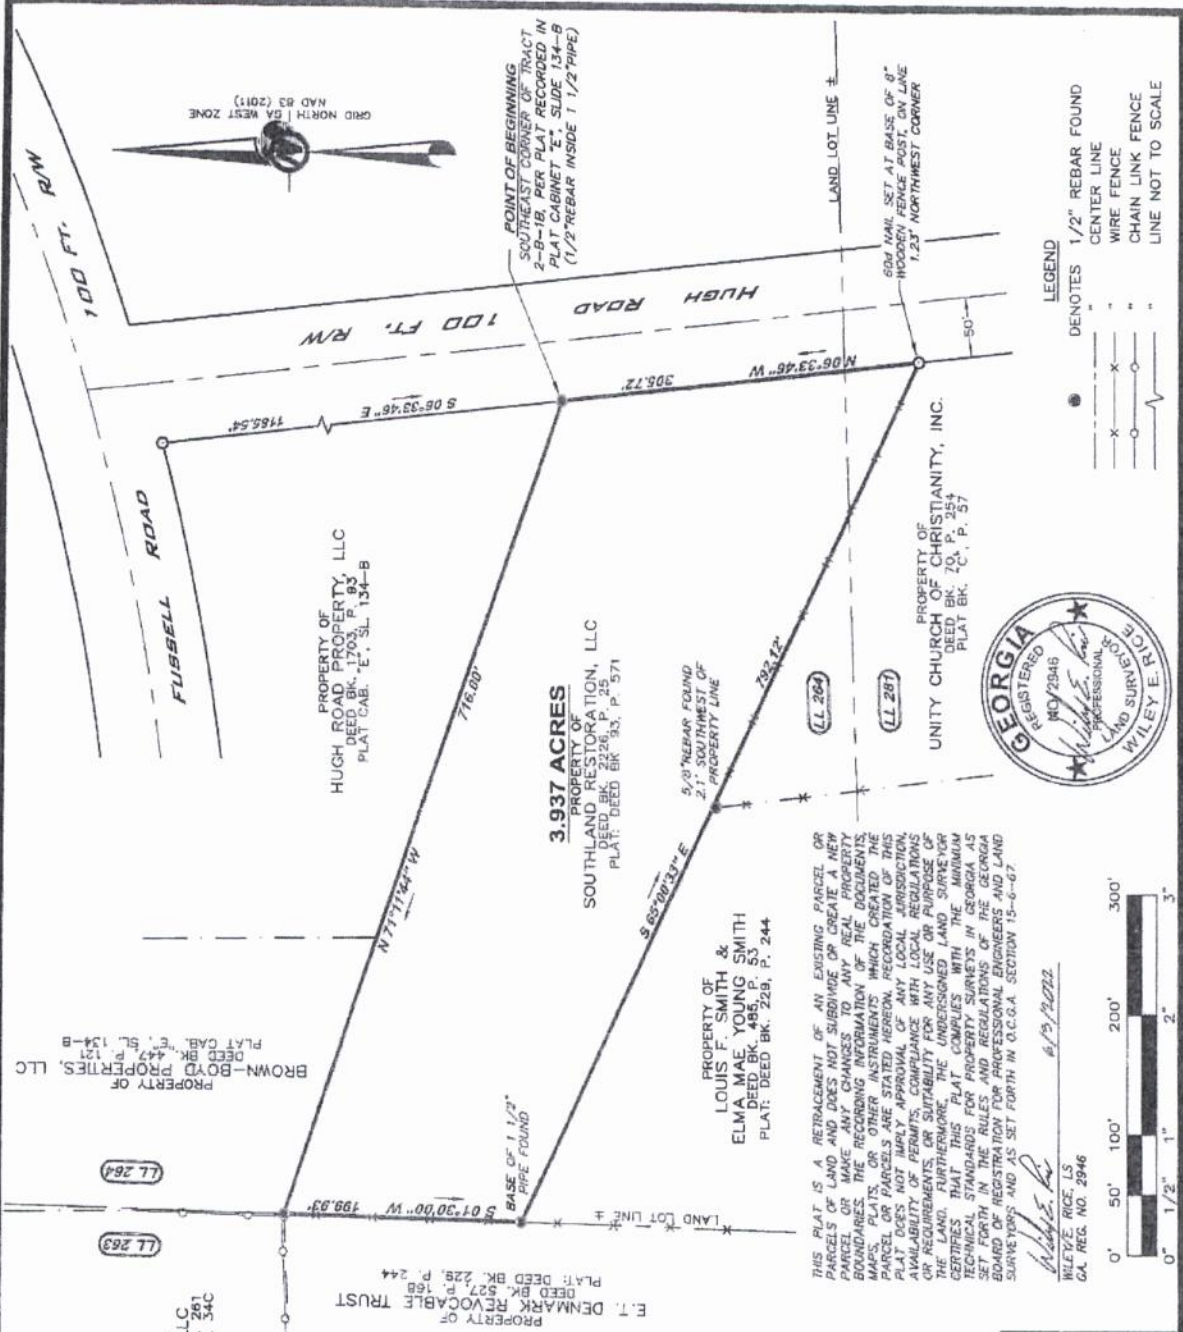 100 FT. R/W
FUSSELL ROAD
GRID NORTH | GA WEST ZONE
NAD 83 (2011)
POINT OF BEGINNING
SOUTHEAST CORNER OF TRACT
2-B-1B, PER PLAT RECORDED IN
PLAT CABINET "E", SLIDE 134-B
(1/2"REBAR INSIDE 1 1/2"PIPE)
HUGH ROAD
100 FT. R/W
LAND LOT LINE ±
60d NAIL SET AT BASE OF 8"
WOODEN FENCE POST, ON LINE
1.23' NORTHWEST CORNER
1185.54'
S 06°33'46" E
305.72'
N 06°33'46" W
50'
LEGEND
DENOTES 1/2" REBAR FOUND
" CENTER LINE
" WIRE FENCE
" CHAIN LINK FENCE
" LINE NOT TO SCALE
PROPERTY OF
HUGH ROAD PROPERTY, LLC
DEED BK. 1703, P. 93
PLAT CAB. "E", SL. 134-B
716.00'
N 71°11'44" W
3.937 ACRES
PROPERTY OF
SOUTHLAND RESTORATION, LLC
DEED BK. 2226, P. 25
PLAT: DEED BK 93, P. 571
5/8"REBAR FOUND
2.1' SOUTHWEST OF
PROPERTY LINE
792.12'
S 65°00'33" E
LL 264
LL 281
PROPERTY OF
UNITY CHURCH OF CHRISTIANITY, INC.
DEED BK. 70, P. 254
PLAT BK. "C", P. 57
GEORGIA
REGISTERED
NO. 2946
PROFESSIONAL
LAND SURVEYOR
WILEY E. RICE
PROPERTY OF
BROWN-BOYD PROPERTIES, LLC
DEED BK. 447, P. 121
PLAT CAB. "E", SL. 134-B
LL 264
LL 263
S 01°30'00" W
199.93'
BASE OF 1 1/2"
PIPE FOUND
LAND LOT LINE ±
PROPERTY OF
E.T. DENMARK REVOCABLE TRUST
DEED BK. 527, P. 168
PLAT: DEED BK. 229, P. 244
LLC
261
34C
PROPERTY OF
LOUIS F. SMITH &
ELMA MAE YOUNG SMITH
DEED BK. 485, P. 53
PLAT: DEED BK. 229, P. 244
THIS PLAT IS A RETRACEMENT OF AN EXISTING PARCEL OR
PARCELS OF LAND AND DOES NOT SUBDIVIDE OR CREATE A NEW
PARCEL OR MAKE ANY CHANGES TO ANY REAL PROPERTY
BOUNDARIES. THE RECORDING INFORMATION OF THE DOCUMENTS,
MAPS, PLATS, OR OTHER INSTRUMENTS WHICH CREATED THE
PARCEL OR PARCELS ARE STATED HEREON. RECORDATION OF THIS
PLAT DOES NOT IMPLY APPROVAL OF ANY LOCAL JURISDICTION,
AVAILABILITY OF PERMITS, COMPLIANCE WITH LOCAL REGULATIONS
OR REQUIREMENTS, OR SUITABILITY FOR ANY USE OR PURPOSE OF
THE LAND. FURTHERMORE, THE UNDERSIGNED LAND SURVEYOR
CERTIFIES THAT THIS PLAT COMPLIES WITH THE MINIMUM
TECHNICAL STANDARDS FOR PROPERTY SURVEYS IN GEORGIA AS
SET FORTH IN THE RULES AND REGULATIONS OF THE GEORGIA
BOARD OF REGISTRATION FOR PROFESSIONAL ENGINEERS AND LAND
SURVEYORS AND AS SET FORTH IN O.C.G.A. SECTION 15-6-67.
WILEY E. RICE, LS
GA. REG. NO. 2946
0' 50' 100' 200' 300'
0" 1/2" 1" 2" 3"